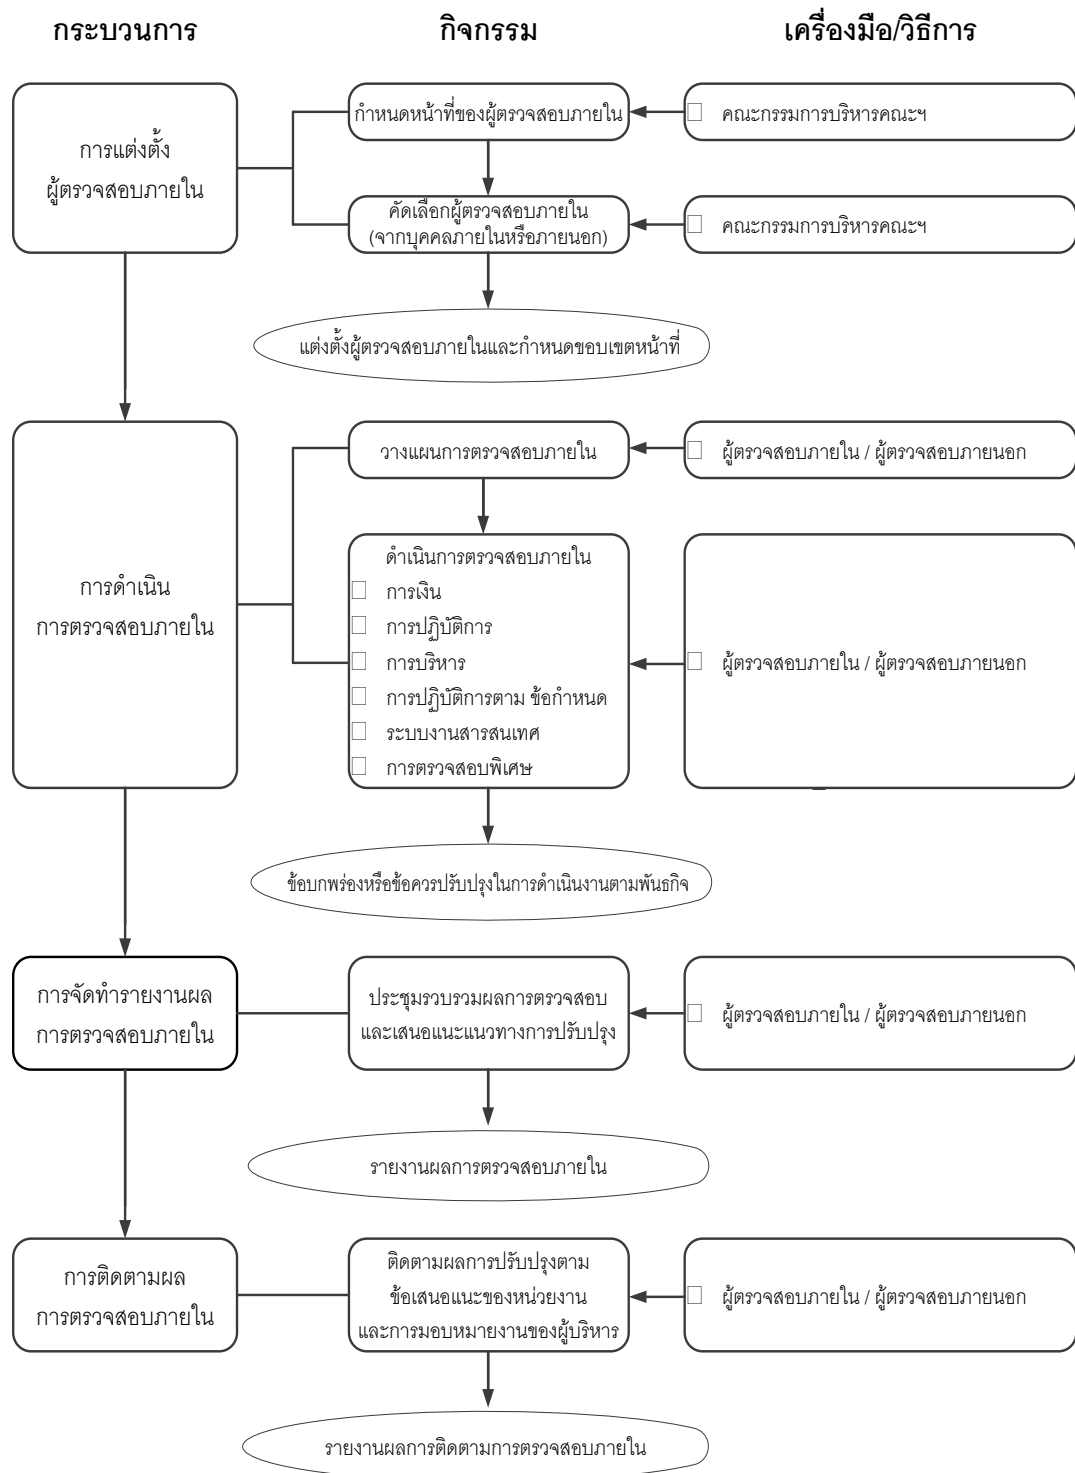 กระบวนการ
กิจกรรม
เครื่องมือ/วิธีการ
การแต่งตั้ง
ผู้ตรวจสอบภายใน
กำหนดหน้าที่ของผู้ตรวจสอบภายใน
คณะกรรมการบริหารคณะฯ
คัดเลือกผู้ตรวจสอบภายใน
(จากบุคคลภายในหรือภายนอก)
คณะกรรมการบริหารคณะฯ
แต่งตั้งผู้ตรวจสอบภายในและกำหนดขอบเขตหน้าที่
การดำเนิน
การตรวจสอบภายใน
วางแผนการตรวจสอบภายใน
ผู้ตรวจสอบภายใน / ผู้ตรวจสอบภายนอก
ดำเนินการตรวจสอบภายใน
การเงิน
การปฏิบัติการ
การบริหาร
การปฏิบัติการตาม ข้อกำหนด
ระบบงานสารสนเทศ
การตรวจสอบพิเศษ
ผู้ตรวจสอบภายใน / ผู้ตรวจสอบภายนอก
ข้อบกพร่องหรือข้อควรปรับปรุงในการดำเนินงานตามพันธกิจ
การจัดทำรายงานผล
การตรวจสอบภายใน
ประชุมรวบรวมผลการตรวจสอบ
และเสนอแนะแนวทางการปรับปรุง
ผู้ตรวจสอบภายใน / ผู้ตรวจสอบภายนอก
รายงานผลการตรวจสอบภายใน
การติดตามผล
การตรวจสอบภายใน
ติดตามผลการปรับปรุงตาม
ข้อเสนอแนะของหน่วยงาน
และการมอบหมายงานของผู้บริหาร
ผู้ตรวจสอบภายใน / ผู้ตรวจสอบภายนอก
รายงานผลการติดตามการตรวจสอบภายใน